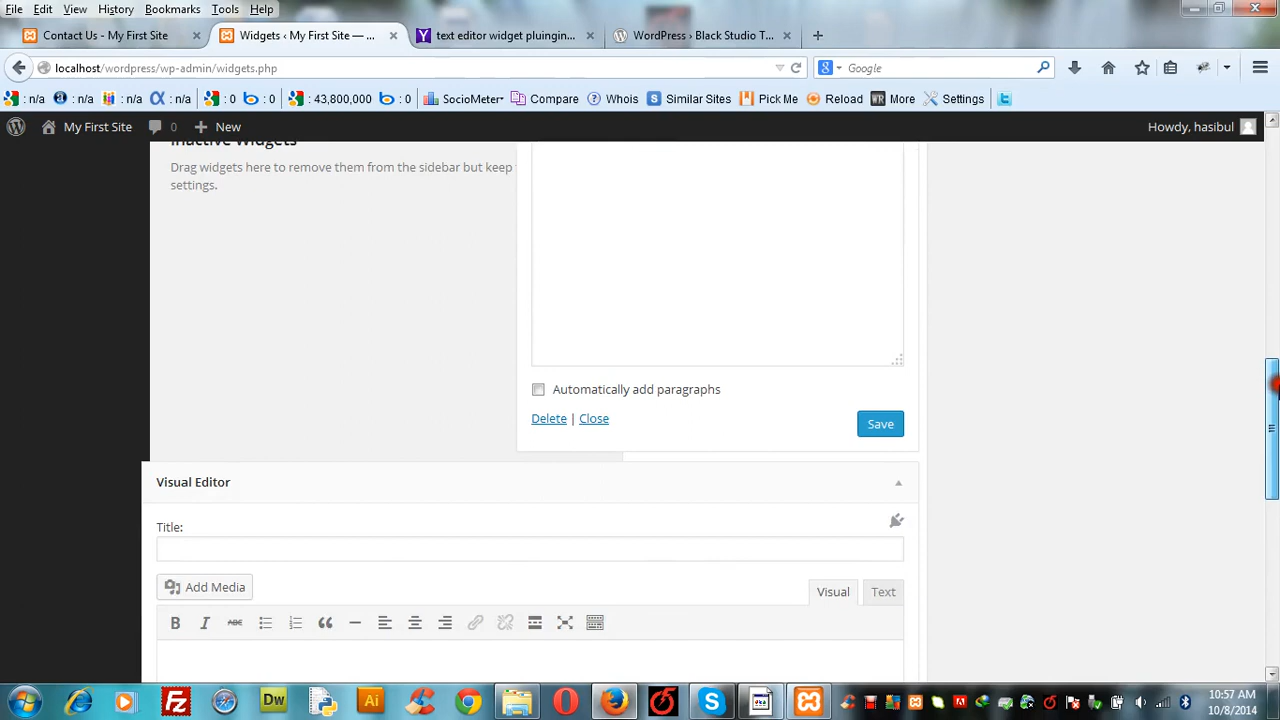 File Edit View History Bookmarks Tools Help
Contact Us - My First Site × Widgets ‹ My First Site — ... × text editor widget pluinging... × WordPress › Black Studio T... × +
localhost/wordpress/wp-admin/widgets.php Google
: n/a : n/a : n/a : n/a : 0 : 0 : 43,800,000 : 0 SocioMeter Compare Whois Similar Sites Pick Me Reload More Settings
My First Site 0 New Howdy, hasibul
Inactive Widgets
Drag widgets here to remove them from the sidebar but keep
settings.
Automatically add paragraphs
Delete | Close Save
Visual Editor
Title:
Add Media Visual Text
B I ABC
10:57 AM
10/8/2014